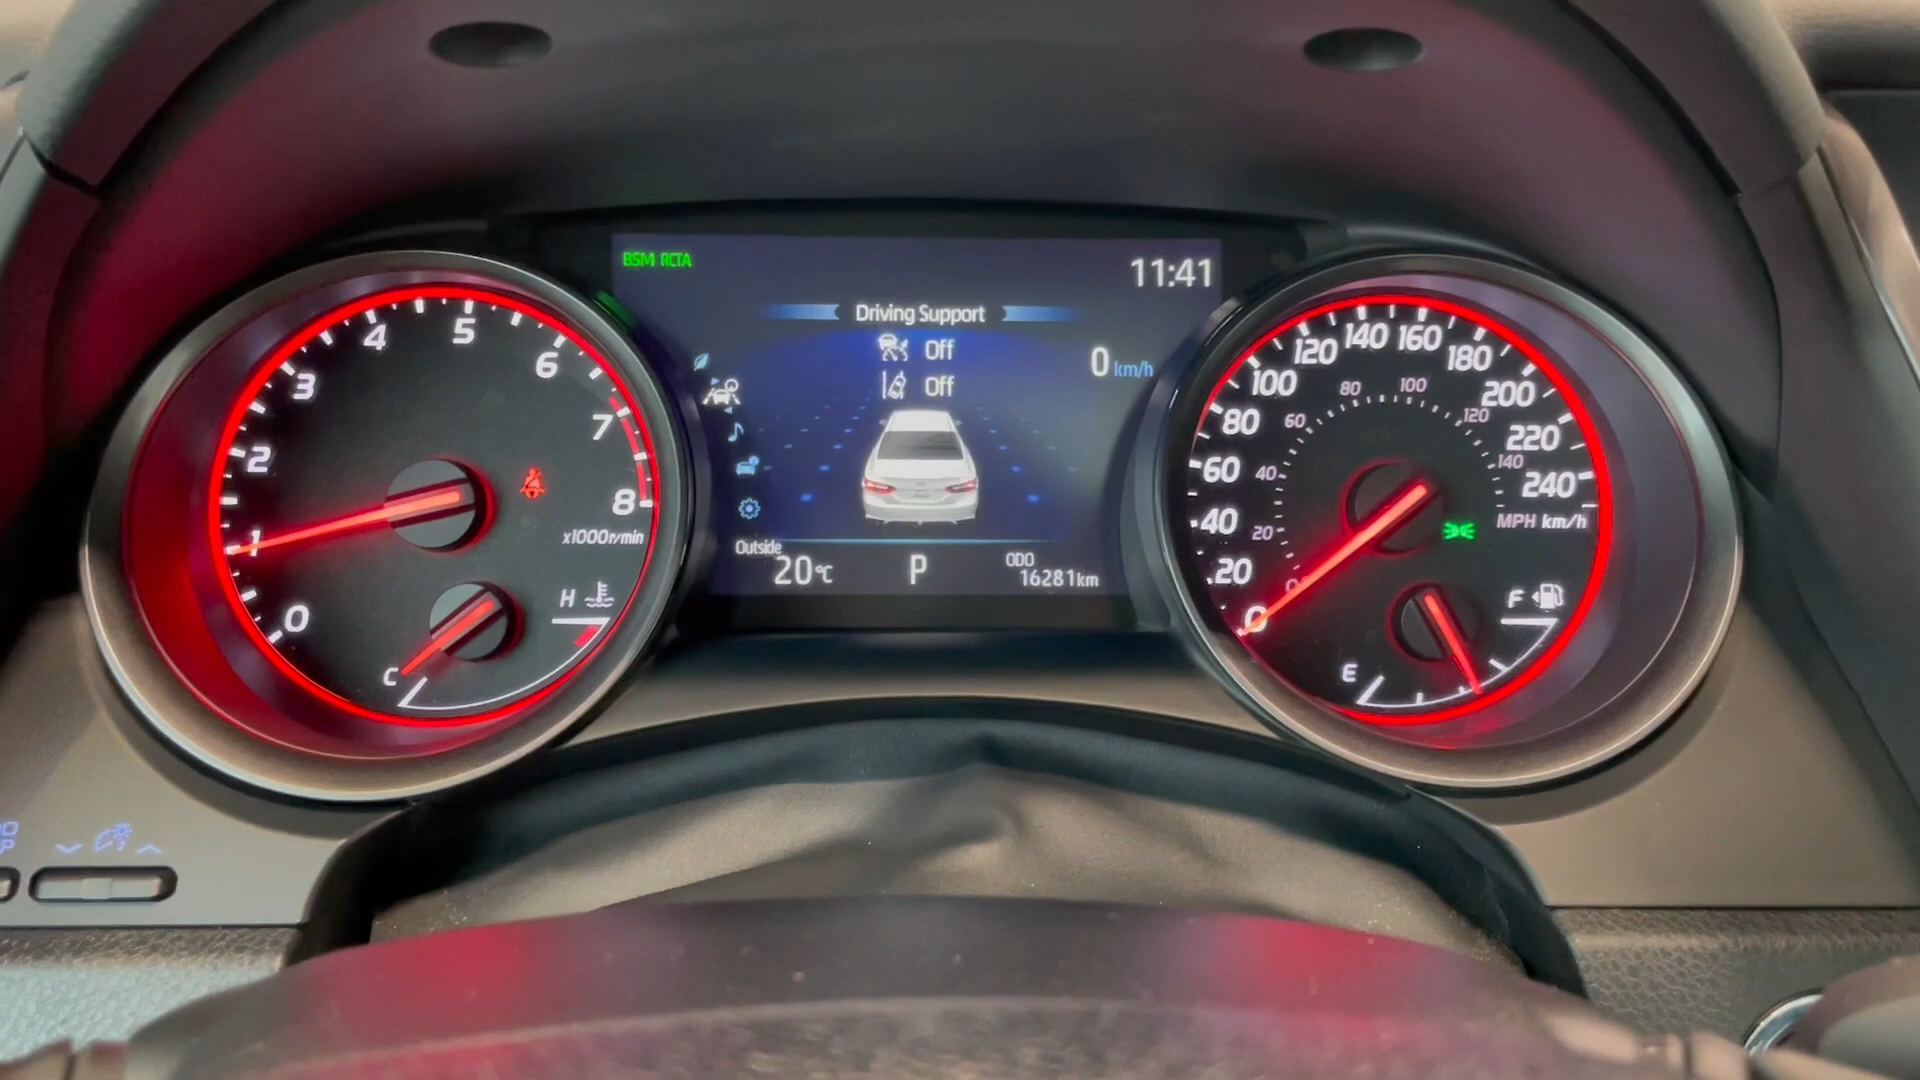 BSM RCTA
11:41
Driving Support
Off
Off
0 km/h
Outside
20°C
P
ODO
16281km
0
1
2
3
4
5
6
7
8
x1000r/min
H
C
0
20
40
60
80
100
120
140
160
180
200
220
240
0
20
40
60
80
100
120
140
MPH km/h
F
E